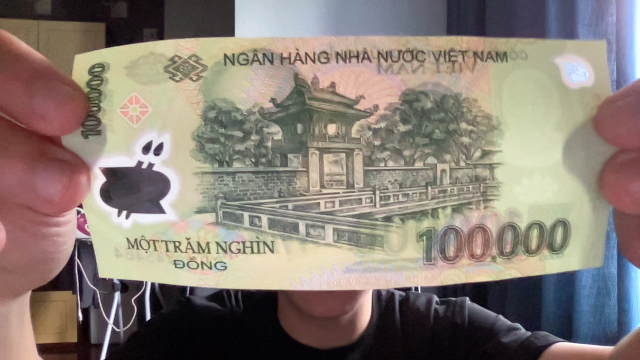 NGÂN HÀNG NHÀ NƯỚC VIỆT NAM
100000
MỘT TRĂM NGHÌN
ĐỒNG
100.000